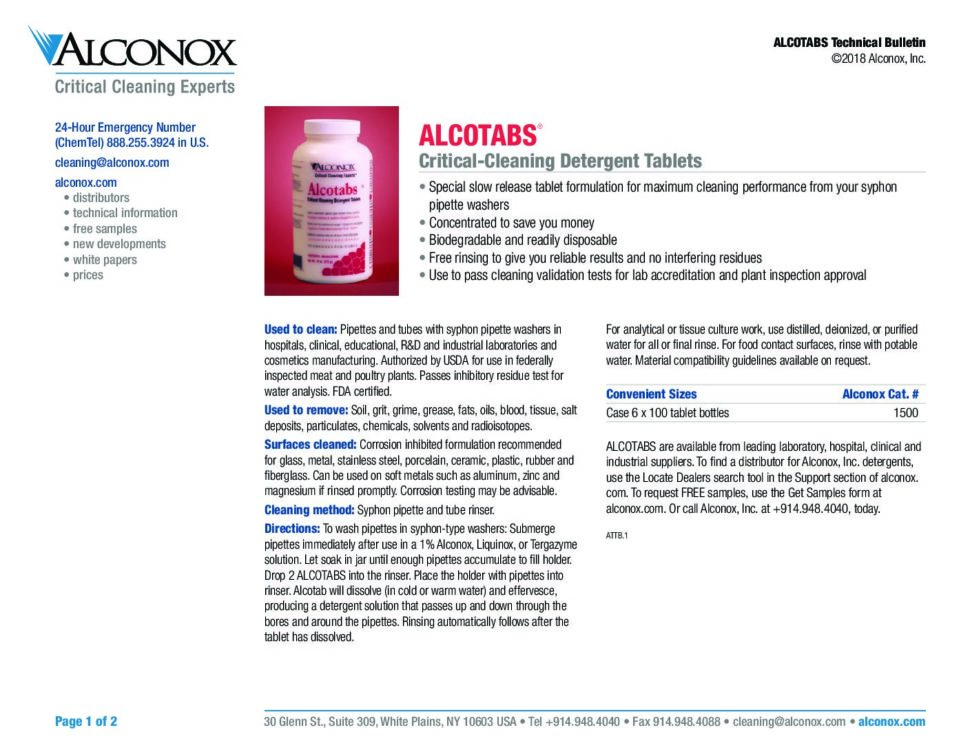 ALCONOX
Critical Cleaning Experts
ALCOTABS Technical Bulletin
©2018 Alconox, Inc.
24-Hour Emergency Number
(ChemTel) 888.255.3924 in U.S.
cleaning@alconox.com
alconox.com
• distributors
• technical information
• free samples
• new developments
• white papers
• prices
ALCONOX
Critical Cleaning Experts
Alcotabs
Critical Cleaning Detergent Tablets
ALCOTABS®
Critical-Cleaning Detergent Tablets
• Special slow release tablet formulation for maximum cleaning performance from your syphon
pipette washers
• Concentrated to save you money
• Biodegradable and readily disposable
• Free rinsing to give you reliable results and no interfering residues
• Use to pass cleaning validation tests for lab accreditation and plant inspection approval
Used to clean: Pipettes and tubes with syphon pipette washers in
hospitals, clinical, educational, R&D and industrial laboratories and
cosmetics manufacturing. Authorized by USDA for use in federally
inspected meat and poultry plants. Passes inhibitory residue test for
water analysis. FDA certified.
Used to remove: Soil, grit, grime, grease, fats, oils, blood, tissue, salt
deposits, particulates, chemicals, solvents and radioisotopes.
Surfaces cleaned: Corrosion inhibited formulation recommended
for glass, metal, stainless steel, porcelain, ceramic, plastic, rubber and
fiberglass. Can be used on soft metals such as aluminum, zinc and
magnesium if rinsed promptly. Corrosion testing may be advisable.
Cleaning method: Syphon pipette and tube rinser.
Directions: To wash pipettes in syphon-type washers: Submerge
pipettes immediately after use in a 1% Alconox, Liquinox, or Tergazyme
solution. Let soak in jar until enough pipettes accumulate to fill holder.
Drop 2 ALCOTABS into the rinser. Place the holder with pipettes into
rinser. Alcotab will dissolve (in cold or warm water) and effervesce,
producing a detergent solution that passes up and down through the
bores and around the pipettes. Rinsing automatically follows after the
tablet has dissolved.
For analytical or tissue culture work, use distilled, deionized, or purified
water for all or final rinse. For food contact surfaces, rinse with potable
water. Material compatibility guidelines available on request.
Convenient Sizes Alconox Cat. #
Case 6 x 100 tablet bottles 1500
ALCOTABS are available from leading laboratory, hospital, clinical and
industrial suppliers. To find a distributor for Alconox, Inc. detergents,
use the Locate Dealers search tool in the Support section of alconox.
com. To request FREE samples, use the Get Samples form at
alconox.com. Or call Alconox, Inc. at +914.948.4040, today.
ATTB.1
Page 1 of 2
30 Glenn St., Suite 309, White Plains, NY 10603 USA • Tel +914.948.4040 • Fax 914.948.4088 • cleaning@alconox.com • alconox.com